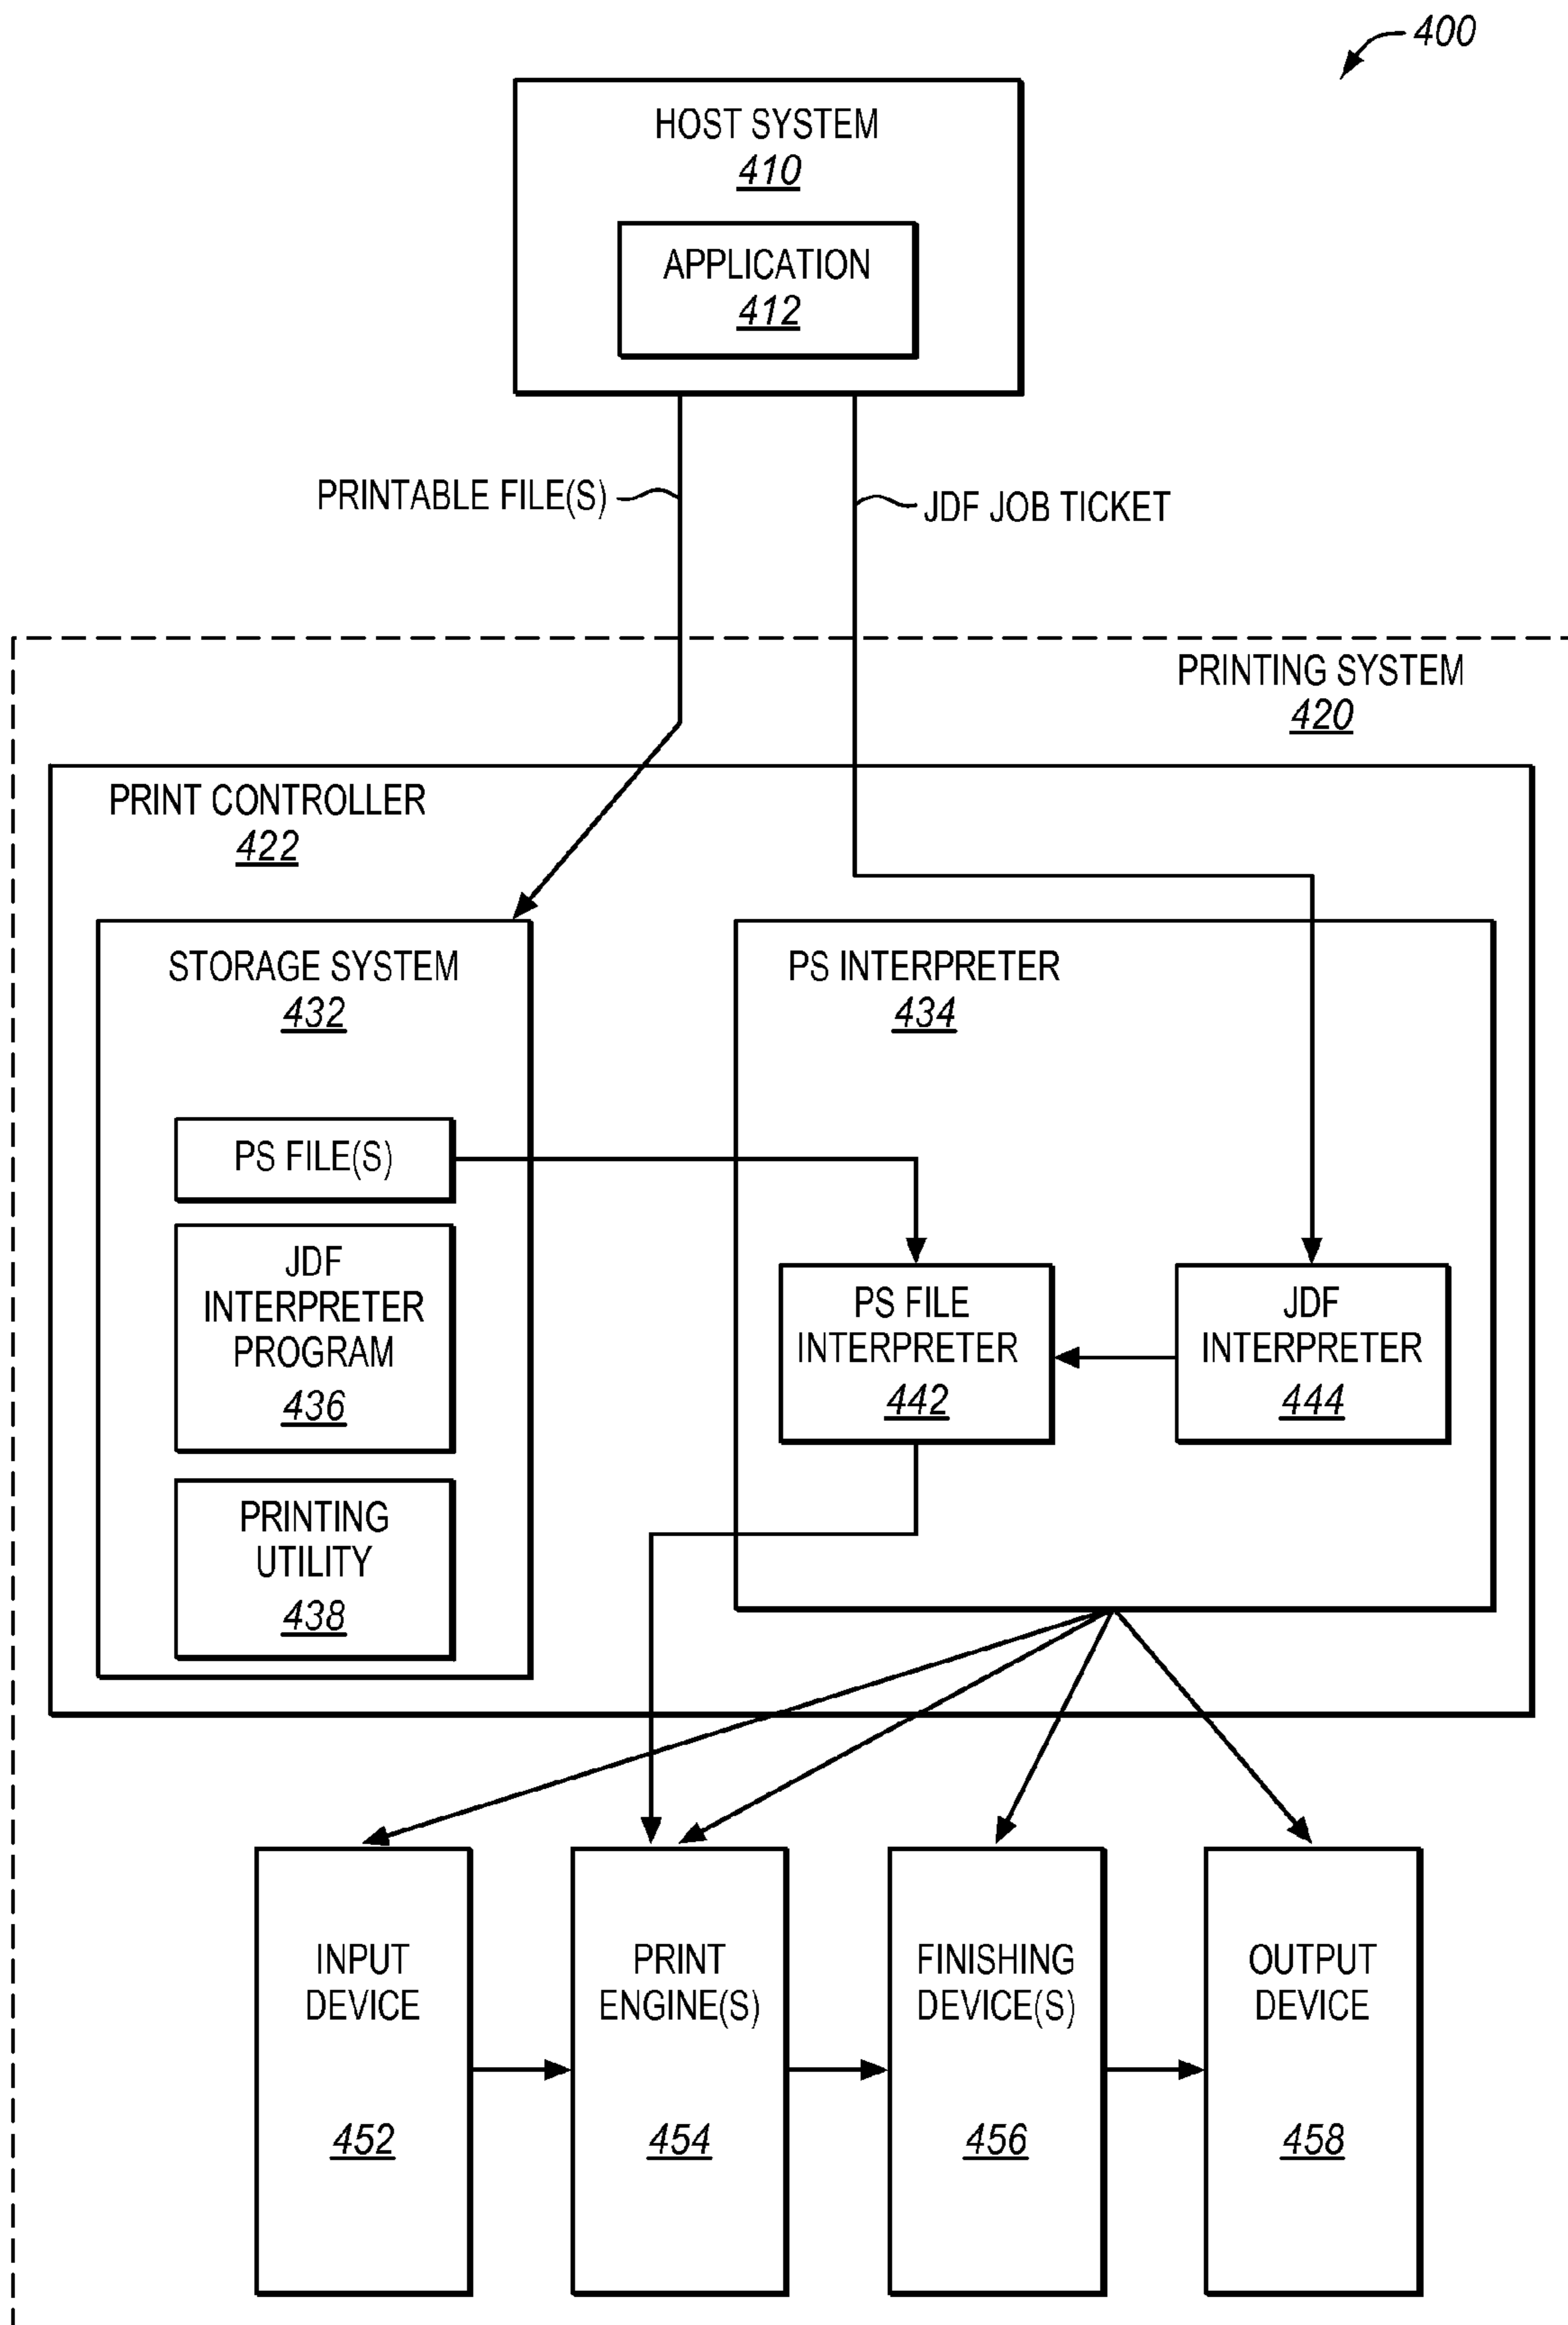 400
HOST SYSTEM
410
APPLICATION
412
PRINTABLE FILE(S)
JDF JOB TICKET
PRINTING SYSTEM
420
PRINT CONTROLLER
422
STORAGE SYSTEM
432
PS FILE(S)
JDF
INTERPRETER
PROGRAM
436
PRINTING
UTILITY
438
PS INTERPRETER
434
PS FILE
INTERPRETER
442
JDF
INTERPRETER
444
INPUT
DEVICE
452
PRINT
ENGINE(S)
454
FINISHING
DEVICE(S)
456
OUTPUT
DEVICE
458